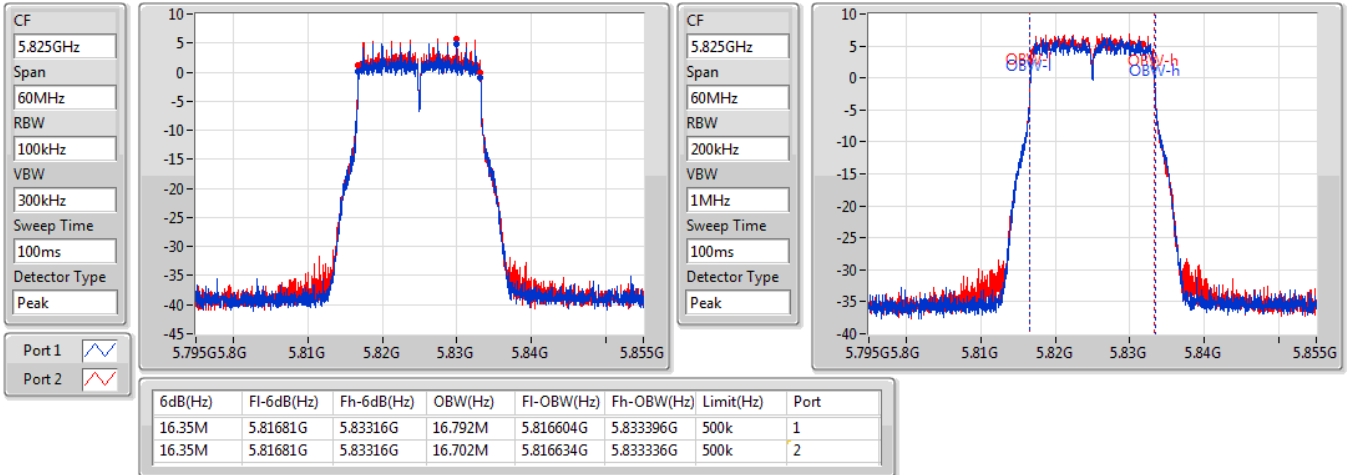 CF
5.825GHz
Span
60MHz
RBW
100kHz
VBW
300kHz
Sweep Time
100ms
Detector Type
Peak
Port 1
Port 2
10
5
0
-5
-10
-15
-20
-25
-30
-35
-40
-45
5.795G 5.8G 5.81G 5.82G 5.83G 5.84G 5.855G
CF
5.825GHz
Span
60MHz
RBW
200kHz
VBW
1MHz
Sweep Time
100ms
Detector Type
Peak
10
5
0
-5
-10
-15
-20
-25
-30
-35
-40
OBW-l OBW-h
OBW-l OBW-h
5.795G 5.8G 5.81G 5.82G 5.83G 5.84G 5.855G
6dB(Hz) Fl-6dB(Hz) Fh-6dB(Hz) OBW(Hz) Fl-OBW(Hz) Fh-OBW(Hz) Limit(Hz) Port
16.35M 5.81681G 5.83316G 16.792M 5.816604G 5.833396G 500k 1
16.35M 5.81681G 5.83316G 16.702M 5.816634G 5.833336G 500k 2